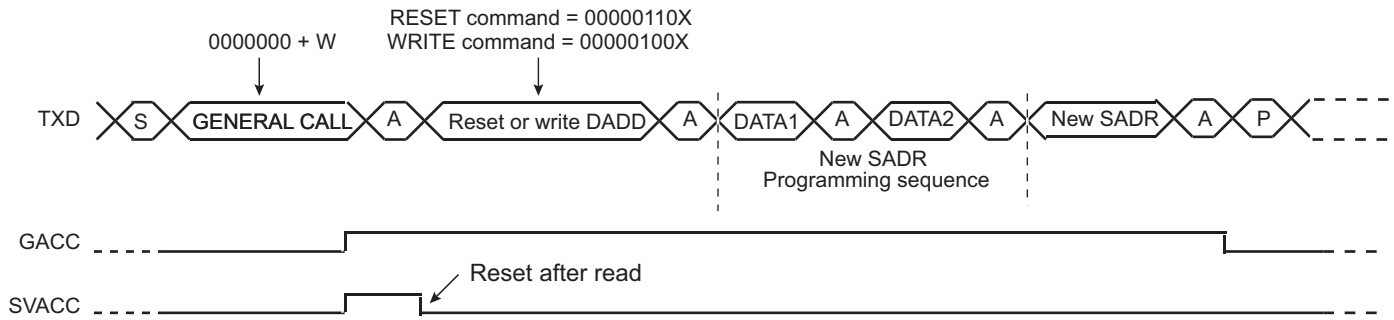 RESET command = 00000110X
0000000 + W
WRITE command = 00000100X
TXD
S
GENERAL CALL
A
Reset or write DADD
A
DATA1
A
DATA2
A
New SADR
A
P
New SADR
Programming sequence
GACC
Reset after read
SVACC